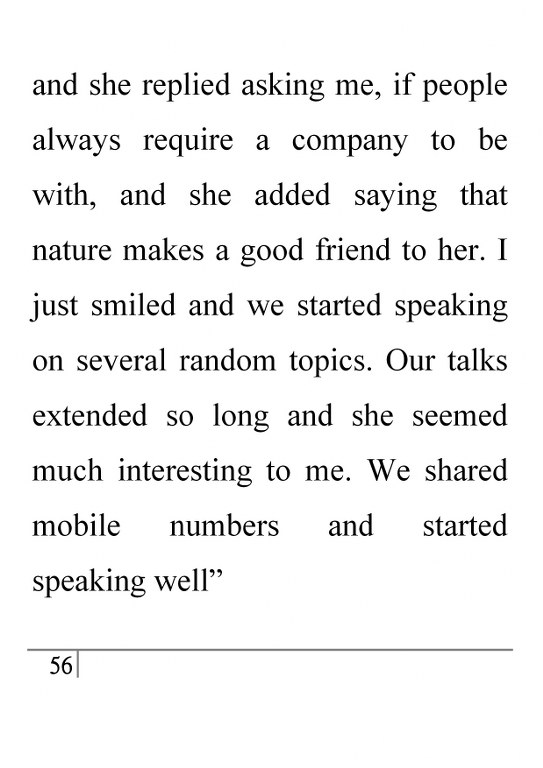 and she replied asking me, if people
always require a company to be
with, and she added saying that
nature makes a good friend to her. I
just smiled and we started speaking
on several random topics. Our talks
extended so long and she seemed
much interesting to me. We shared
mobile numbers and started
speaking well”
56